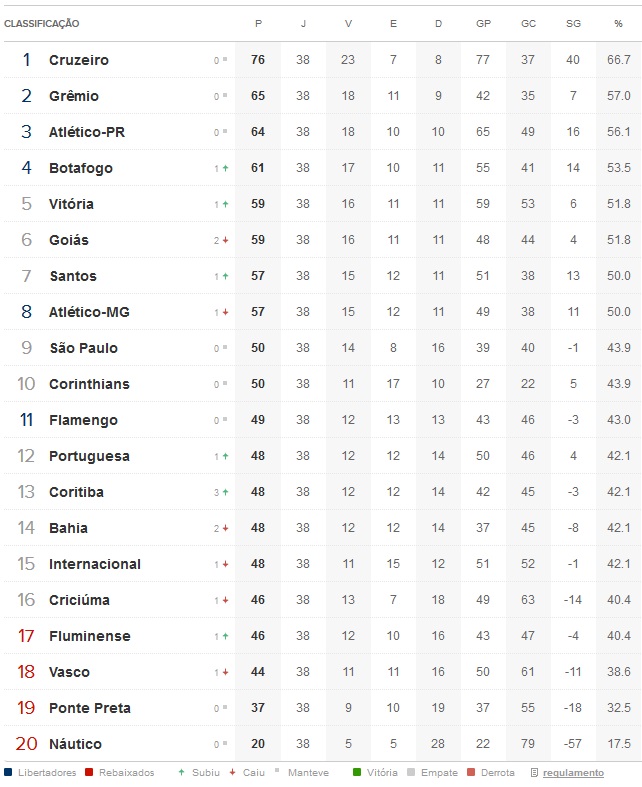 CLASSIFICAÇÃO P J V E D GP GC SG %
1 Cruzeiro 0 76 38 23 7 8 77 37 40 66.7
2 Grêmio 0 65 38 18 11 9 42 35 7 57.0
3 Atlético-PR 0 64 38 18 10 10 65 49 16 56.1
4 Botafogo 1 61 38 17 10 11 55 41 14 53.5
5 Vitória 1 59 38 16 11 11 59 53 6 51.8
6 Goiás 2 59 38 16 11 11 48 44 4 51.8
7 Santos 1 57 38 15 12 11 51 38 13 50.0
8 Atlético-MG 1 57 38 15 12 11 49 38 11 50.0
9 São Paulo 0 50 38 14 8 16 39 40 -1 43.9
10 Corinthians 0 50 38 11 17 10 27 22 5 43.9
11 Flamengo 0 49 38 12 13 13 43 46 -3 43.0
12 Portuguesa 1 48 38 12 12 14 50 46 4 42.1
13 Coritiba 3 48 38 12 12 14 42 45 -3 42.1
14 Bahia 2 48 38 12 12 14 37 45 -8 42.1
15 Internacional 1 48 38 11 15 12 51 52 -1 42.1
16 Criciúma 1 46 38 13 7 18 49 63 -14 40.4
17 Fluminense 1 46 38 12 10 16 43 47 -4 40.4
18 Vasco 1 44 38 11 11 16 50 61 -11 38.6
19 Ponte Preta 0 37 38 9 10 19 37 55 -18 32.5
20 Náutico 0 20 38 5 5 28 22 79 -57 17.5
Libertadores Rebaixados Subiu Caiu Manteve Vitória Empate Derrota regulamento